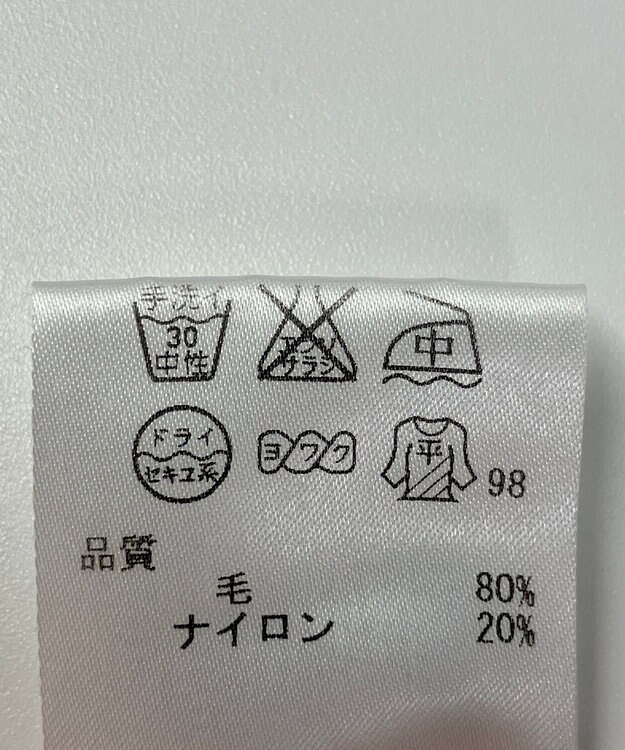 手洗イ
30
中性
エンソ
サラシ
中
ドライ
セキユ系
ヨワク
平
98
品質
毛 80%
ナイロン 20%